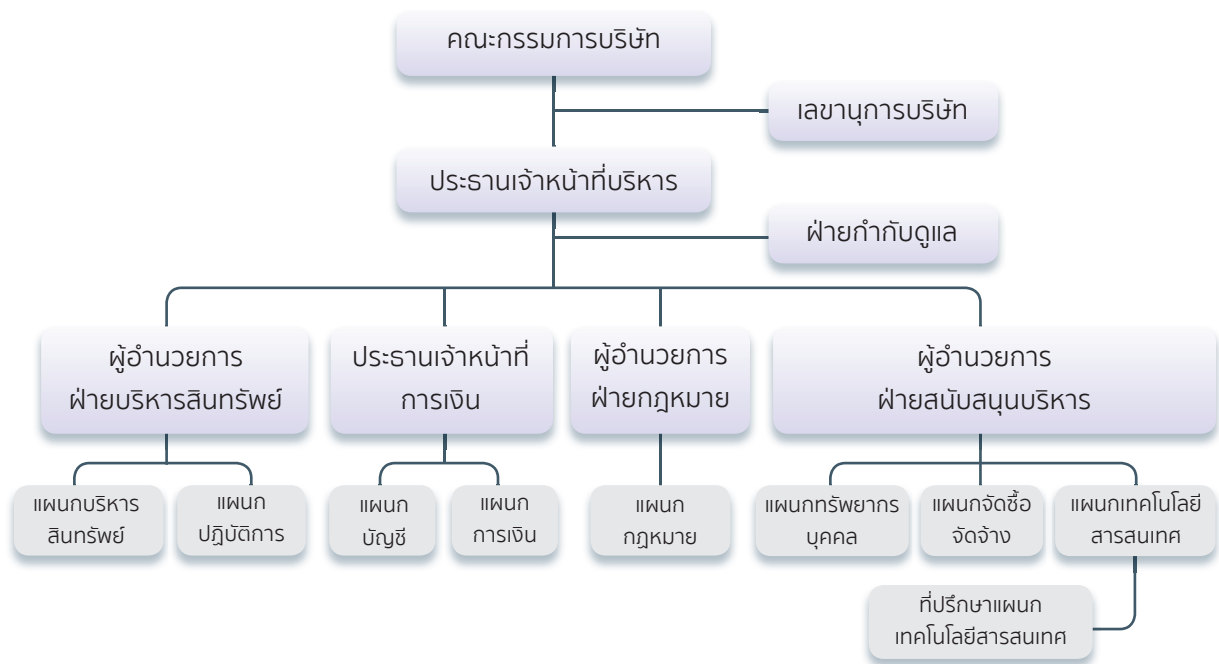 คณะกรรมการบริษัท
เลขานุการบริษัท
ประธานเจ้าหน้าที่บริหาร
ฝ่ายกำกับดูแล
ผู้อำนวยการ
ฝ่ายบริหารสินทรัพย์
ประธานเจ้าหน้าที่
การเงิน
ผู้อำนวยการ
ฝ่ายกฎหมาย
ผู้อำนวยการ
ฝ่ายสนับสนุนบริหาร
แผนกบริหาร
สินทรัพย์
แผนก
ปฏิบัติการ
แผนก
บัญชี
แผนก
การเงิน
แผนก
กฎหมาย
แผนกทรัพยากร
บุคคล
แผนกจัดซื้อ
จัดจ้าง
แผนกเทคโนโลยี
สารสนเทศ
ที่ปรึกษาแผนก
เทคโนโลยีสารสนเทศ